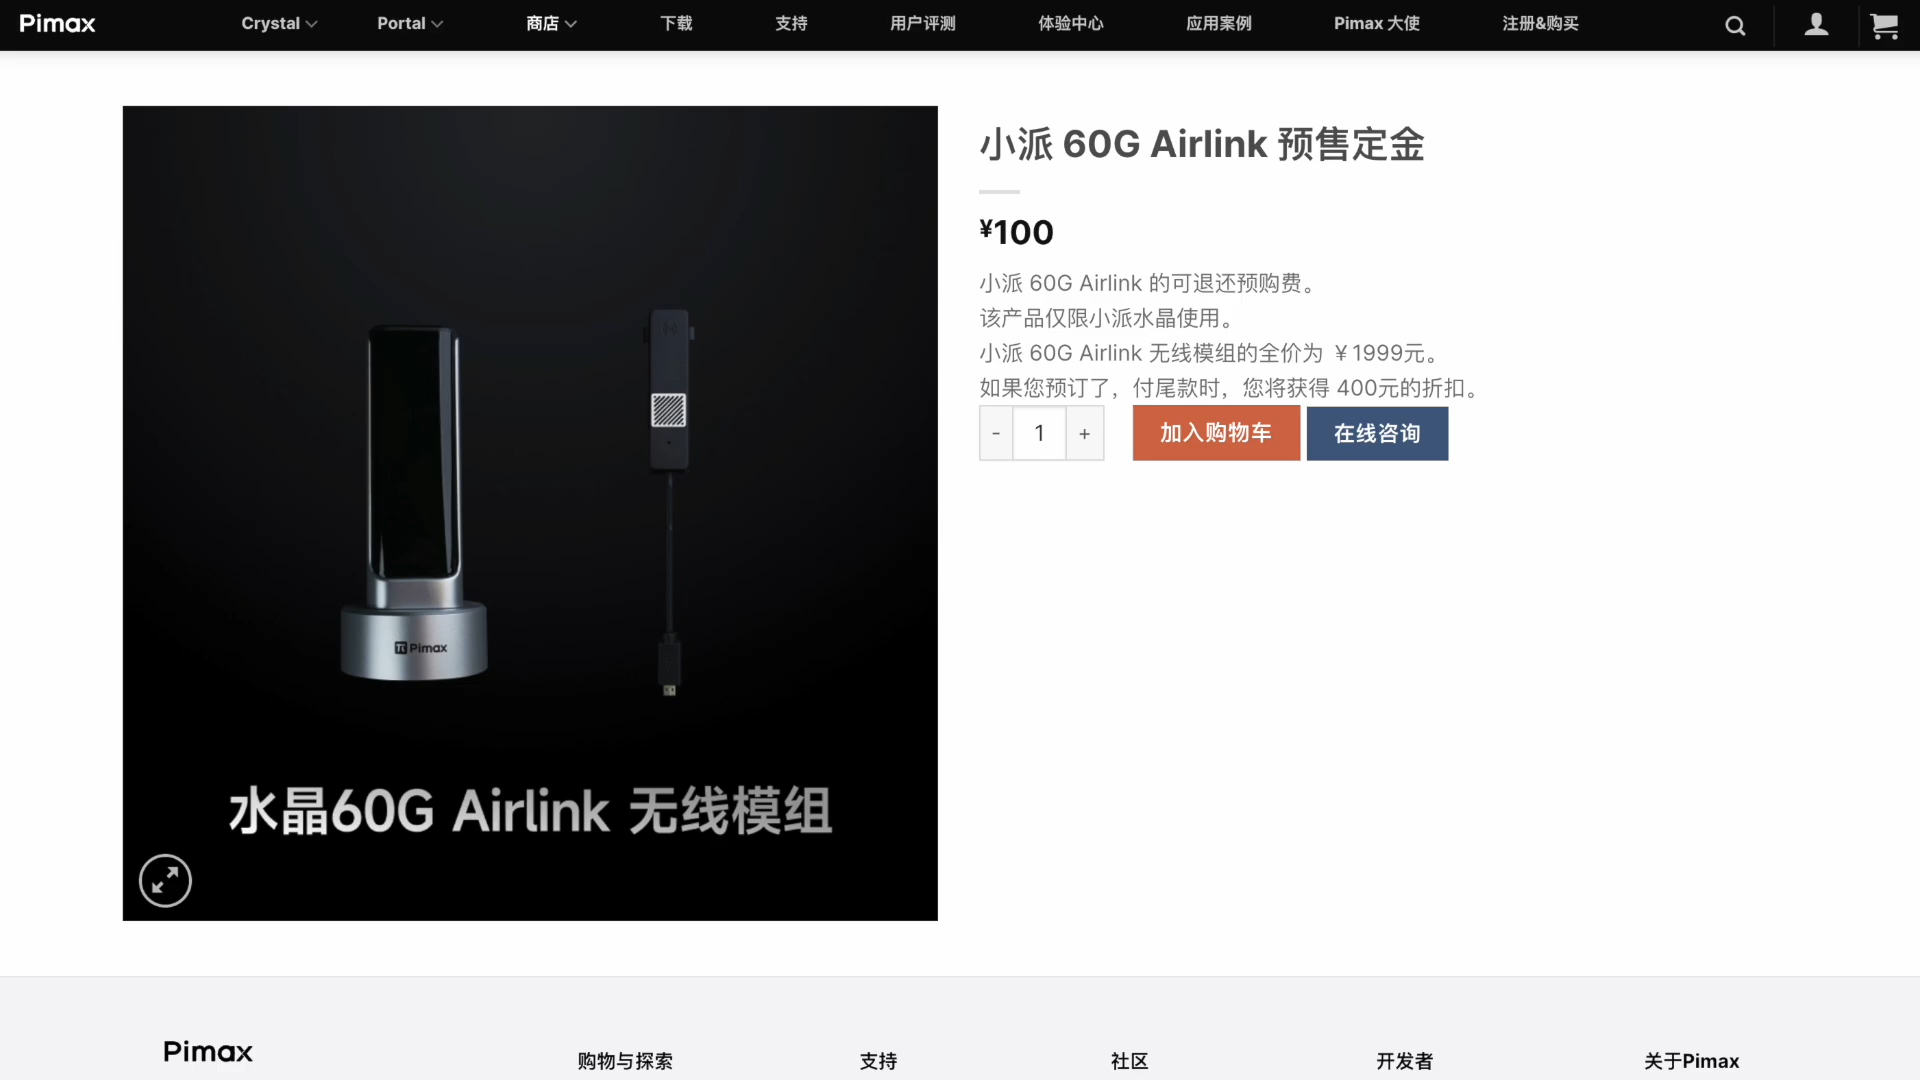 Pimax
Crystal
Portal
商店
下载
支持
用户评测
体验中心
应用案例
Pimax 大使
注册&购买
小派 60G Airlink 预售定金
¥100
小派 60G Airlink 的可退还预购费。
该产品仅限小派水晶使用。
小派 60G Airlink 无线模组的全价为 ￥1999元。
如果您预订了，付尾款时，您将获得 400元的折扣。
- 1 +
加入购物车
在线咨询
Pimax
水晶60G Airlink 无线模组
Pimax
购物与探索
支持
社区
开发者
关于Pimax